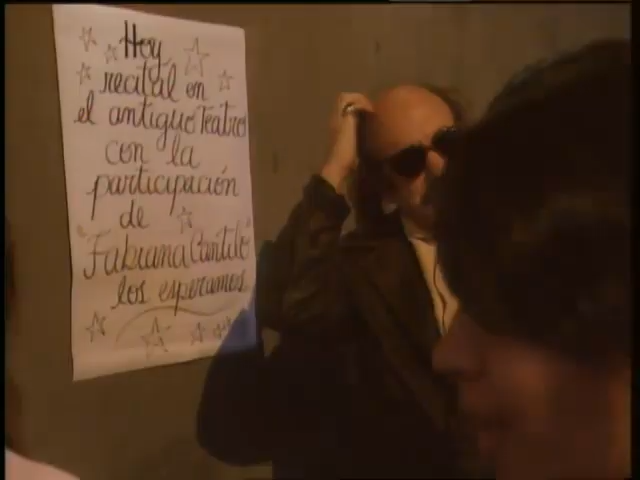 Hoy,
recital en
el antiguo Teatro
con la
participación
de
"Fabiana Cantilo"
los esperamos